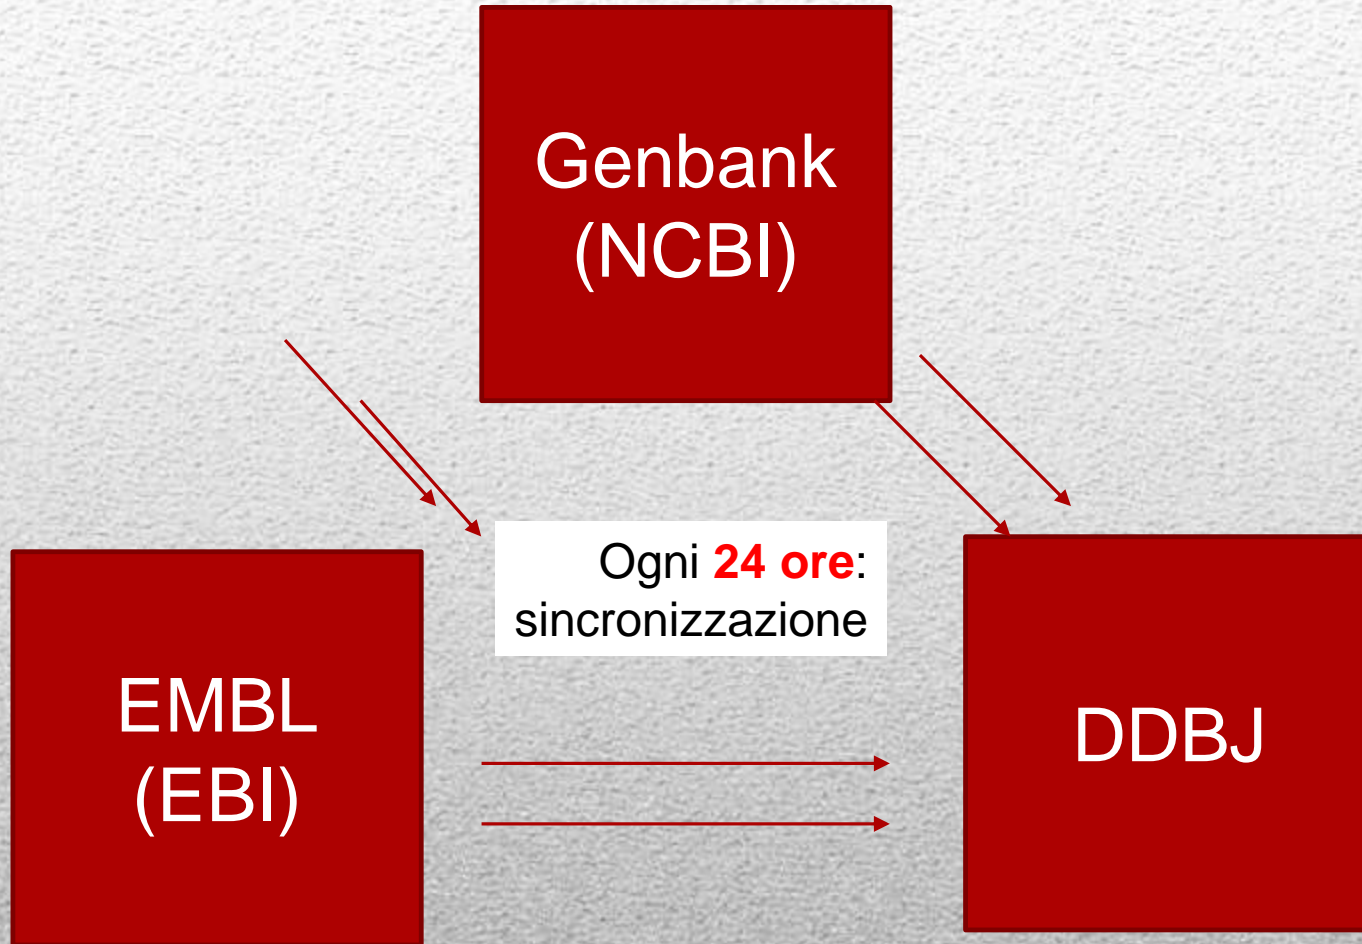 Genbank
(NCBI)
Ogni 24 ore:
sincronizzazione
EMBL
(EBI)
DDBJ